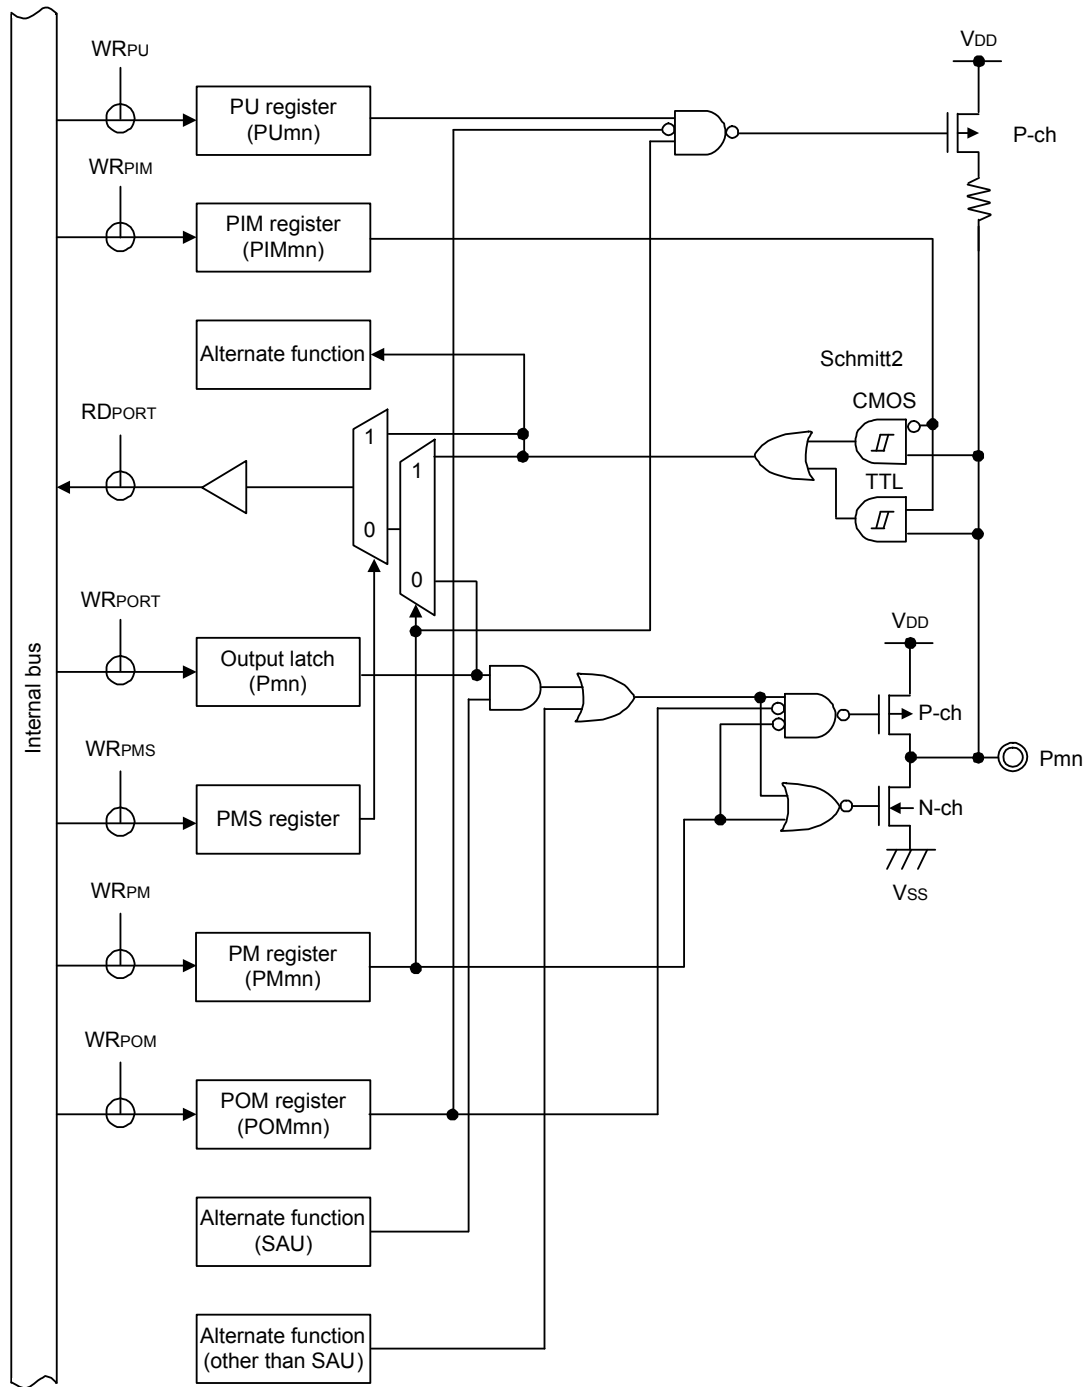 WRPU
VDD
PU register
(PUmn)
P-ch
WRPIM
PIM register
(PIMmn)
Alternate function
Schmitt2
CMOS
RDPORT
1
1
TTL
0
0
WRPORT
VDD
Output latch
(Pmn)
P-ch
Internal bus
WRPMS
Pmn
PMS register
N-ch
WRPM
VSS
PM register
(PMmn)
WRPOM
POM register
(POMmn)
Alternate function
(SAU)
Alternate function
(other than SAU)